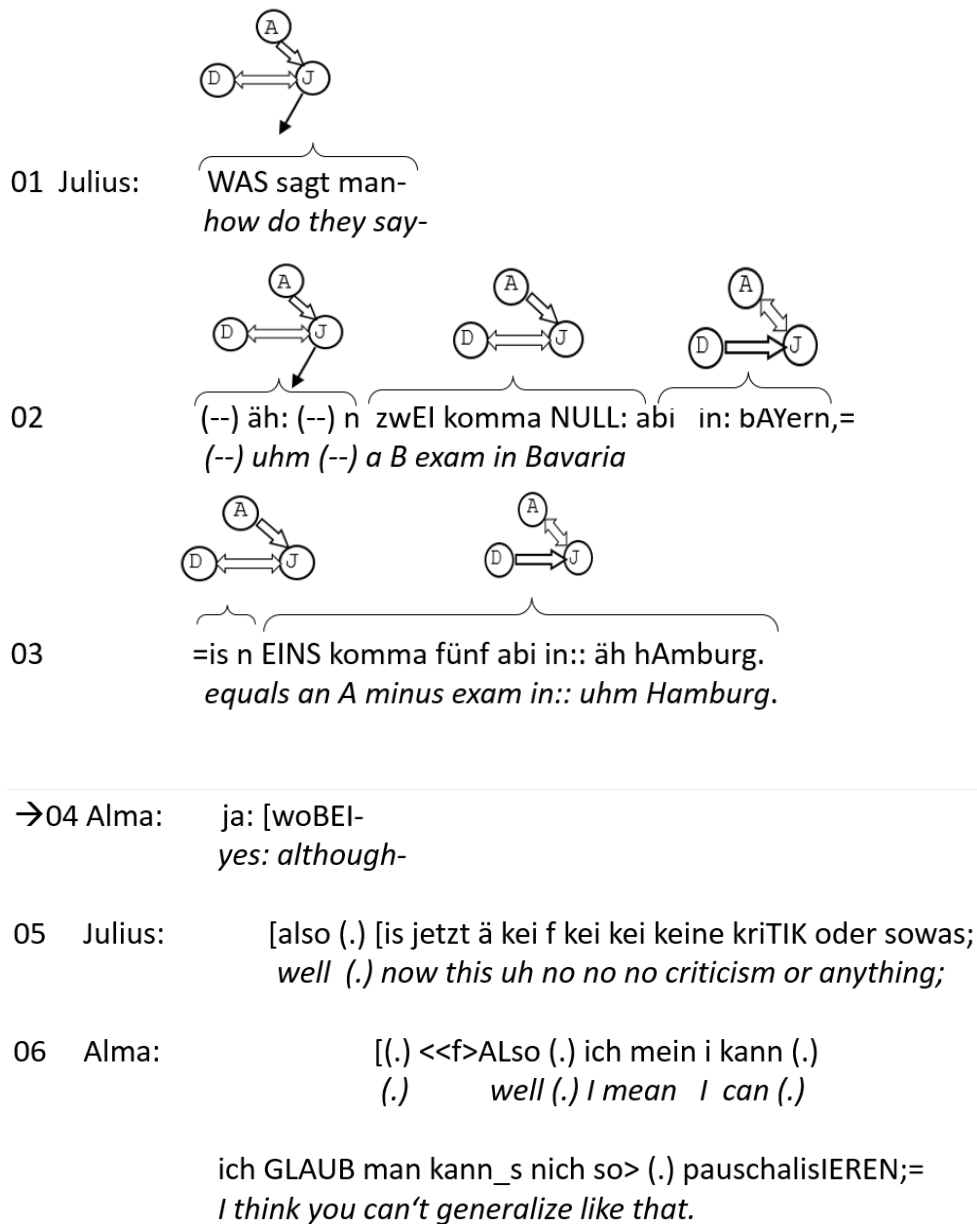 A
D J
01 Julius: WAS sagt man-
how do they say-
A A A
D J D J D J
02 (--) äh: (--) n zwEI komma NULL: abi in: bAYern,=
(--) uhm (--) a B exam in Bavaria
A A
D J D J
03 =is n EINS komma fünf abi in:: äh hAmburg.
equals an A minus exam in:: uhm Hamburg.
→04 Alma: ja: [woBEI-
yes: although-
05 Julius: [also (.) [is jetzt ä kei f kei kei keine kriTIK oder sowas;
well (.) now this uh no no no criticism or anything;
06 Alma: [(.) <<f>ALso (.) ich mein i kann (.)
(.) well (.) I mean I can (.)
ich GLAUB man kann_s nich so> (.) pauschalisIEREN;=
I think you can't generalize like that.